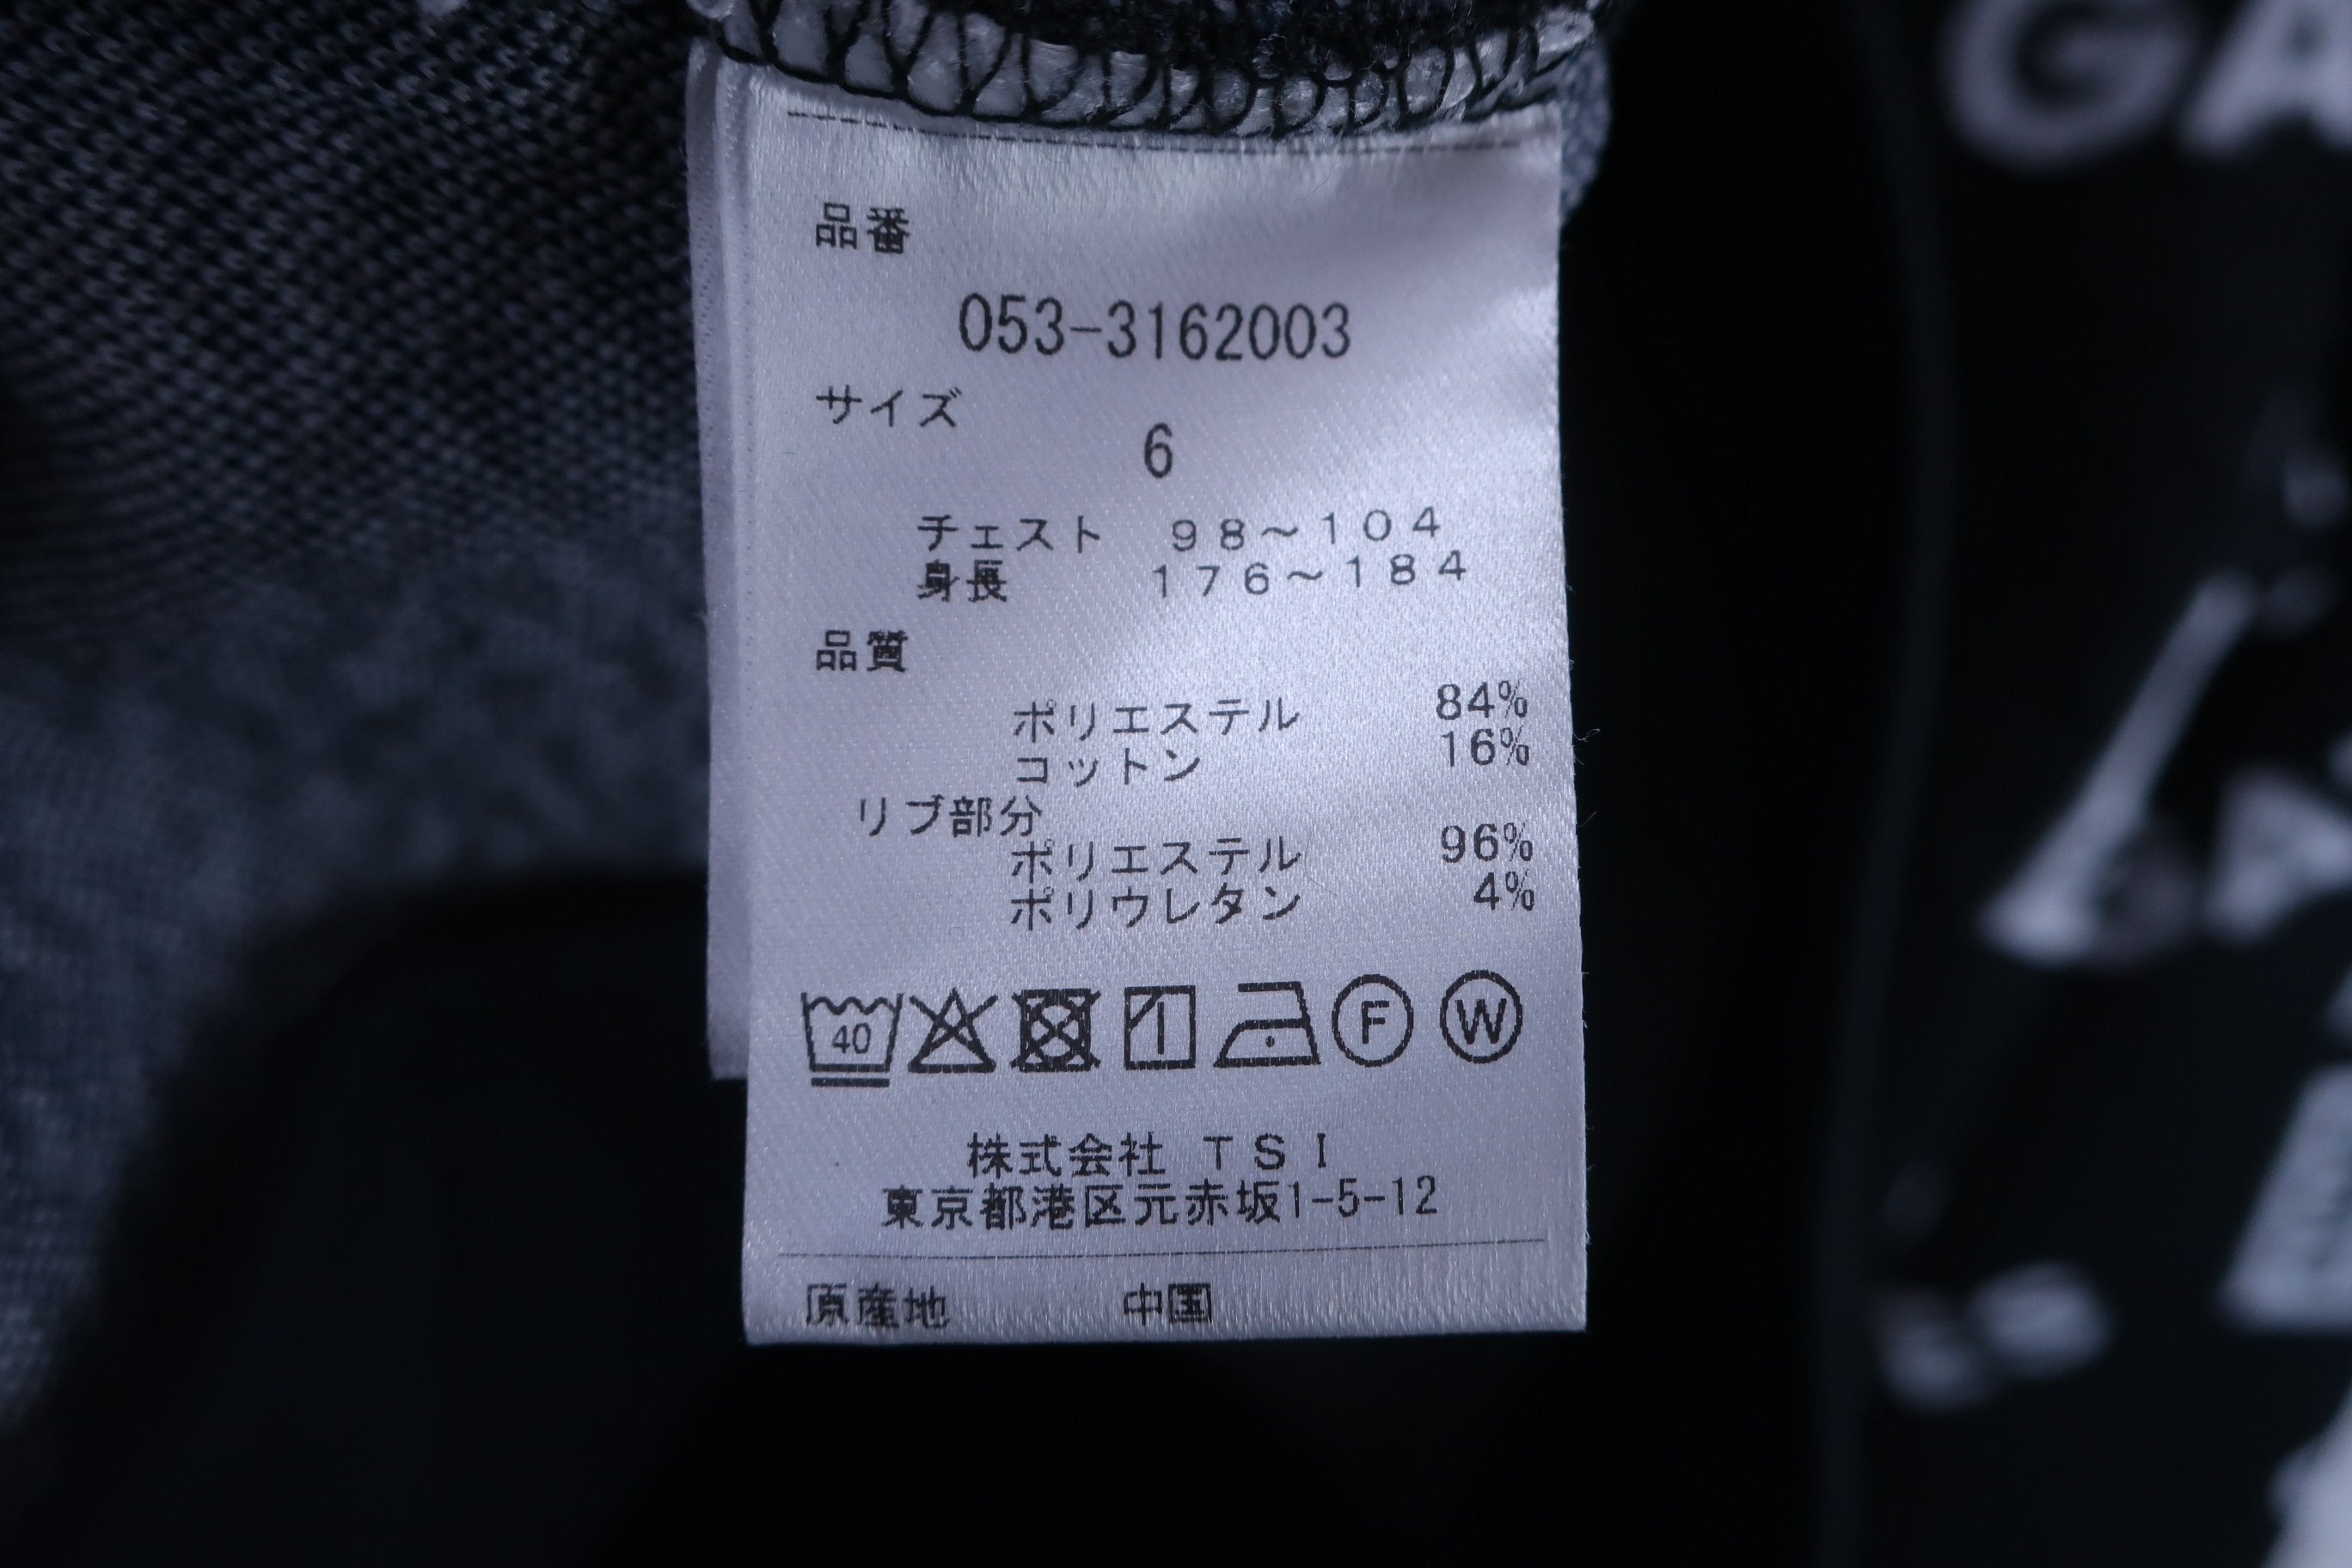 品番
053-3162003
サイズ
6
チェスト 98~104
身長 176~184
品質
ポリエステル 84%
コットン 16%
リブ部分
ポリエステル 96%
ポリウレタン 4%
40 F W
株式会社 TSI
東京都港区元赤坂1-5-12
原産地 中国
GA